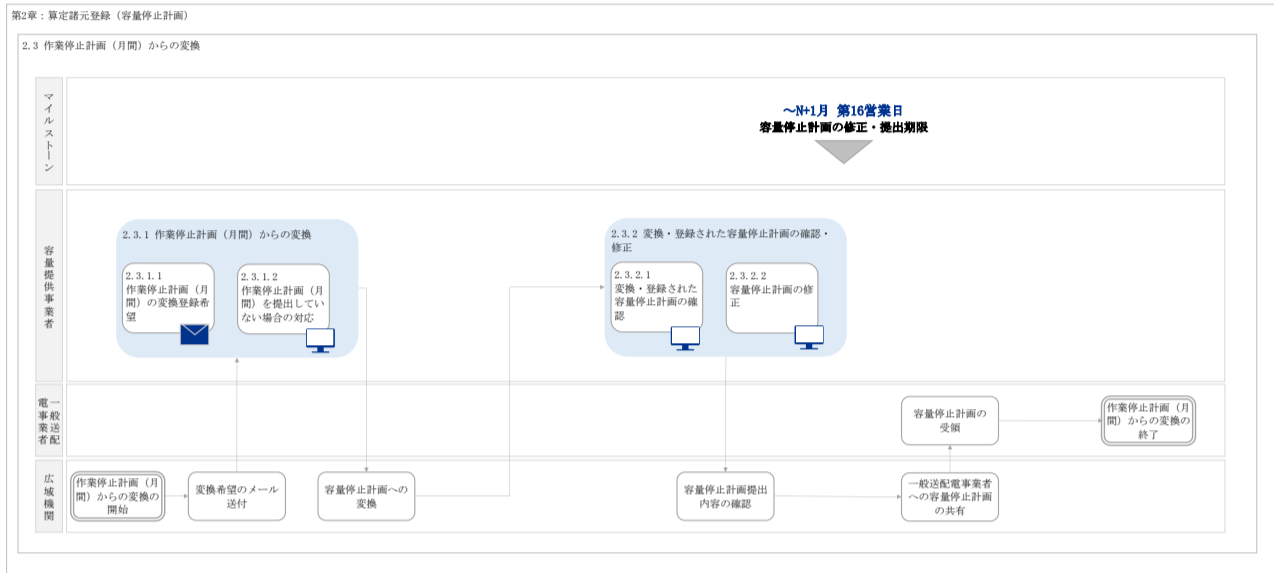 第2章：算定諸元登録（容量停止計画）
2.3 作業停止計画（月間）からの変換
マイルストーン
～N+1月 第16営業日
容量停止計画の修正・提出期限
容量提供事業者
2.3.1 作業停止計画（月間）からの変換
2.3.1.1
作業停止計画（月
間）の変換登録希
望
2.3.1.2
作業停止計画（月
間）を提出してい
ない場合の対応
2.3.2 変換・登録された容量停止計画の確認・
修正
2.3.2.1
変換・登録された
容量停止計画の確
認
2.3.2.2
容量停止計画の修
正
一般送配
電事業者
容量停止計画の
受領
作業停止計画（月
間）からの変換の
終了
広域機関
作業停止計画（月
間）からの変換の
開始
変換希望のメール
送付
容量停止計画への
変換
容量停止計画提出
内容の確認
一般送配電事業者
への容量停止計画
の共有